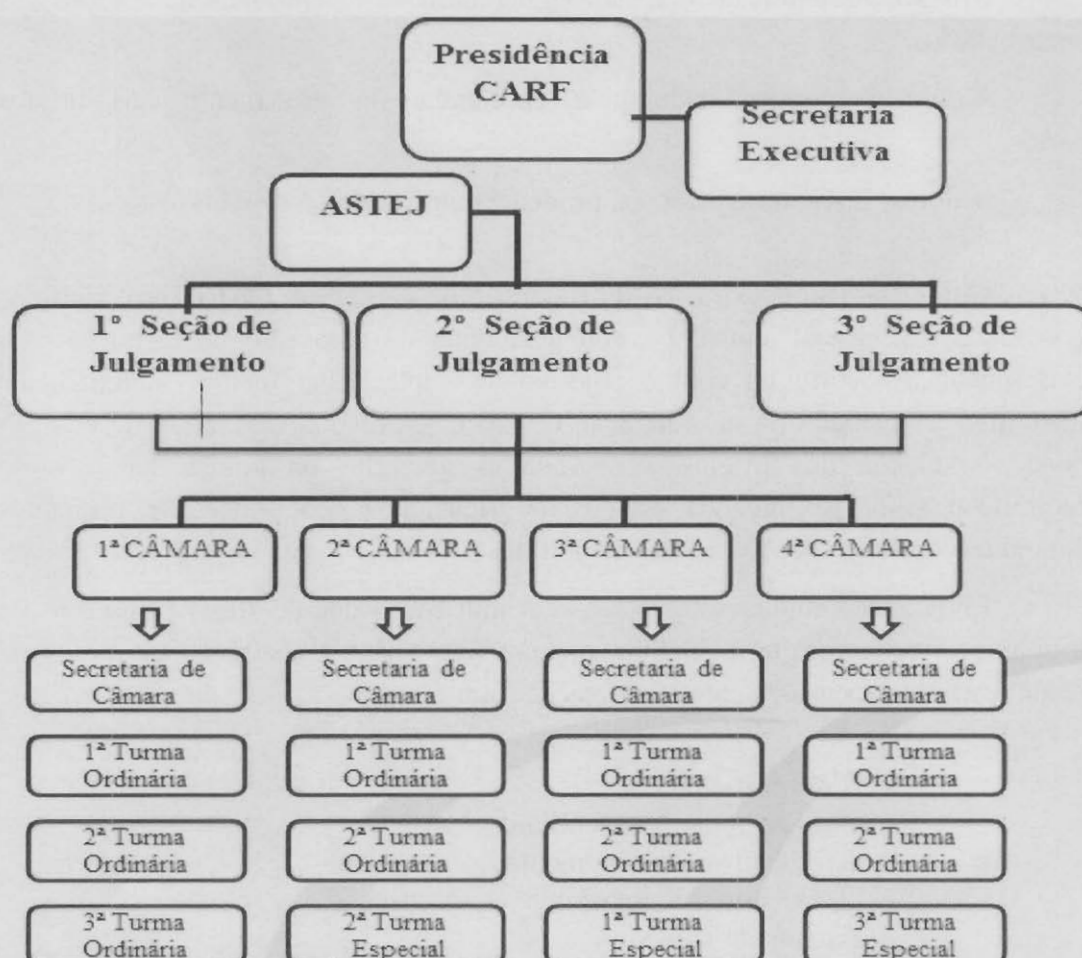 Presidência
CARF
Secretaria
Executiva
ASTEJ
1° Seção de
Julgamento
2° Seção de
Julgamento
3° Seção de
Julgamento
1ª CÂMARA
2ª CÂMARA
3ª CÂMARA
4ª CÂMARA
Secretaria de
Câmara
Secretaria de
Câmara
Secretaria de
Câmara
Secretaria de
Câmara
1ª Turma
Ordinária
1ª Turma
Ordinária
1ª Turma
Ordinária
1ª Turma
Ordinária
2ª Turma
Ordinária
2ª Turma
Ordinária
2ª Turma
Ordinária
2ª Turma
Ordinária
3ª Turma
Ordinária
2ª Turma
Especial
1ª Turma
Especial
3ª Turma
Especial